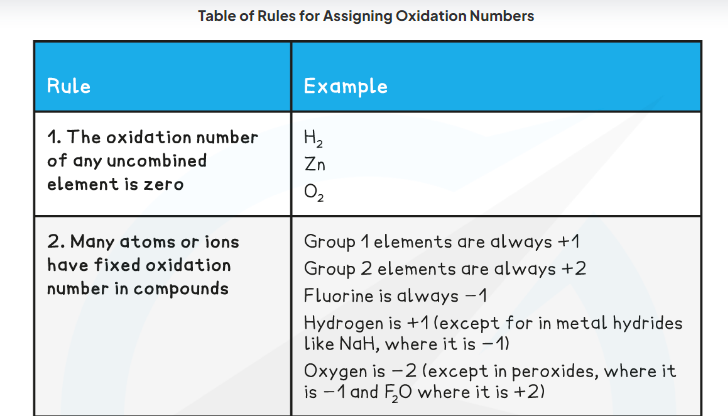 Table of Rules for Assigning Oxidation Numbers
Rule
Example
1. The oxidation number
of any uncombined
element is zero
H₂
Zn
O₂
2. Many atoms or ions
have fixed oxidation
number in compounds
Group 1 elements are always +1
Group 2 elements are always +2
Fluorine is always −1
Hydrogen is +1 (except for in metal hydrides
like NaH, where it is −1)
Oxygen is −2 (except in peroxides, where it
is −1 and F₂O where it is +2)